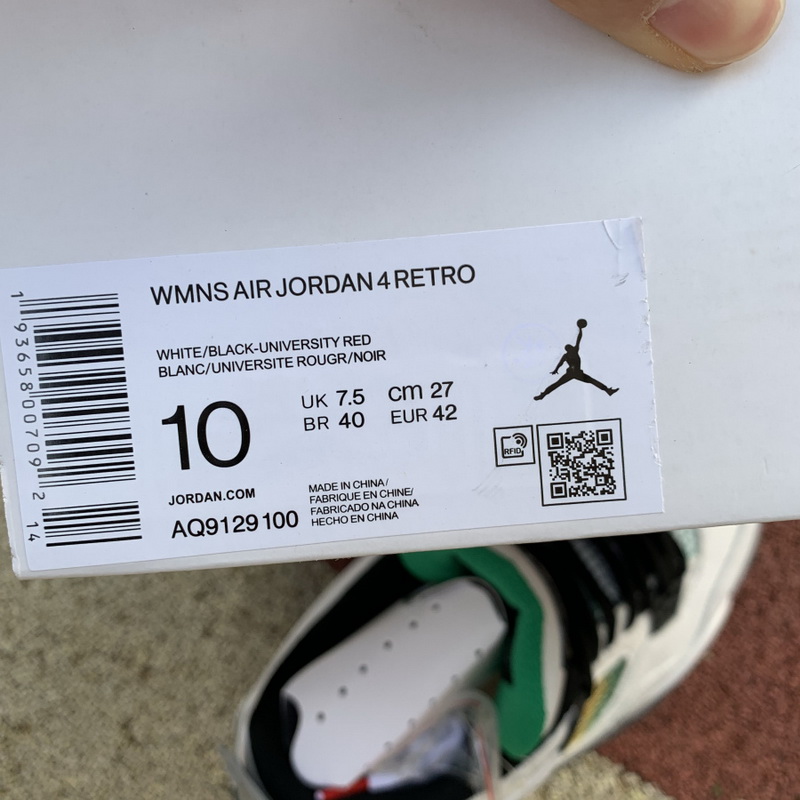 WMNS AIR JORDAN 4 RETRO
WHITE/BLACK-UNIVERSITY RED
BLANC/UNIVERSITE ROUGR/NOIR
10
UK 7.5 CM 27
BR 40 EUR 42
RFID
JORDAN.COM
AQ9129 100
MADE IN CHINA/
FABRIQUE EN CHINE/
FABRICADO NA CHINA
HECHO EN CHINA
1 93658 00709 2 14